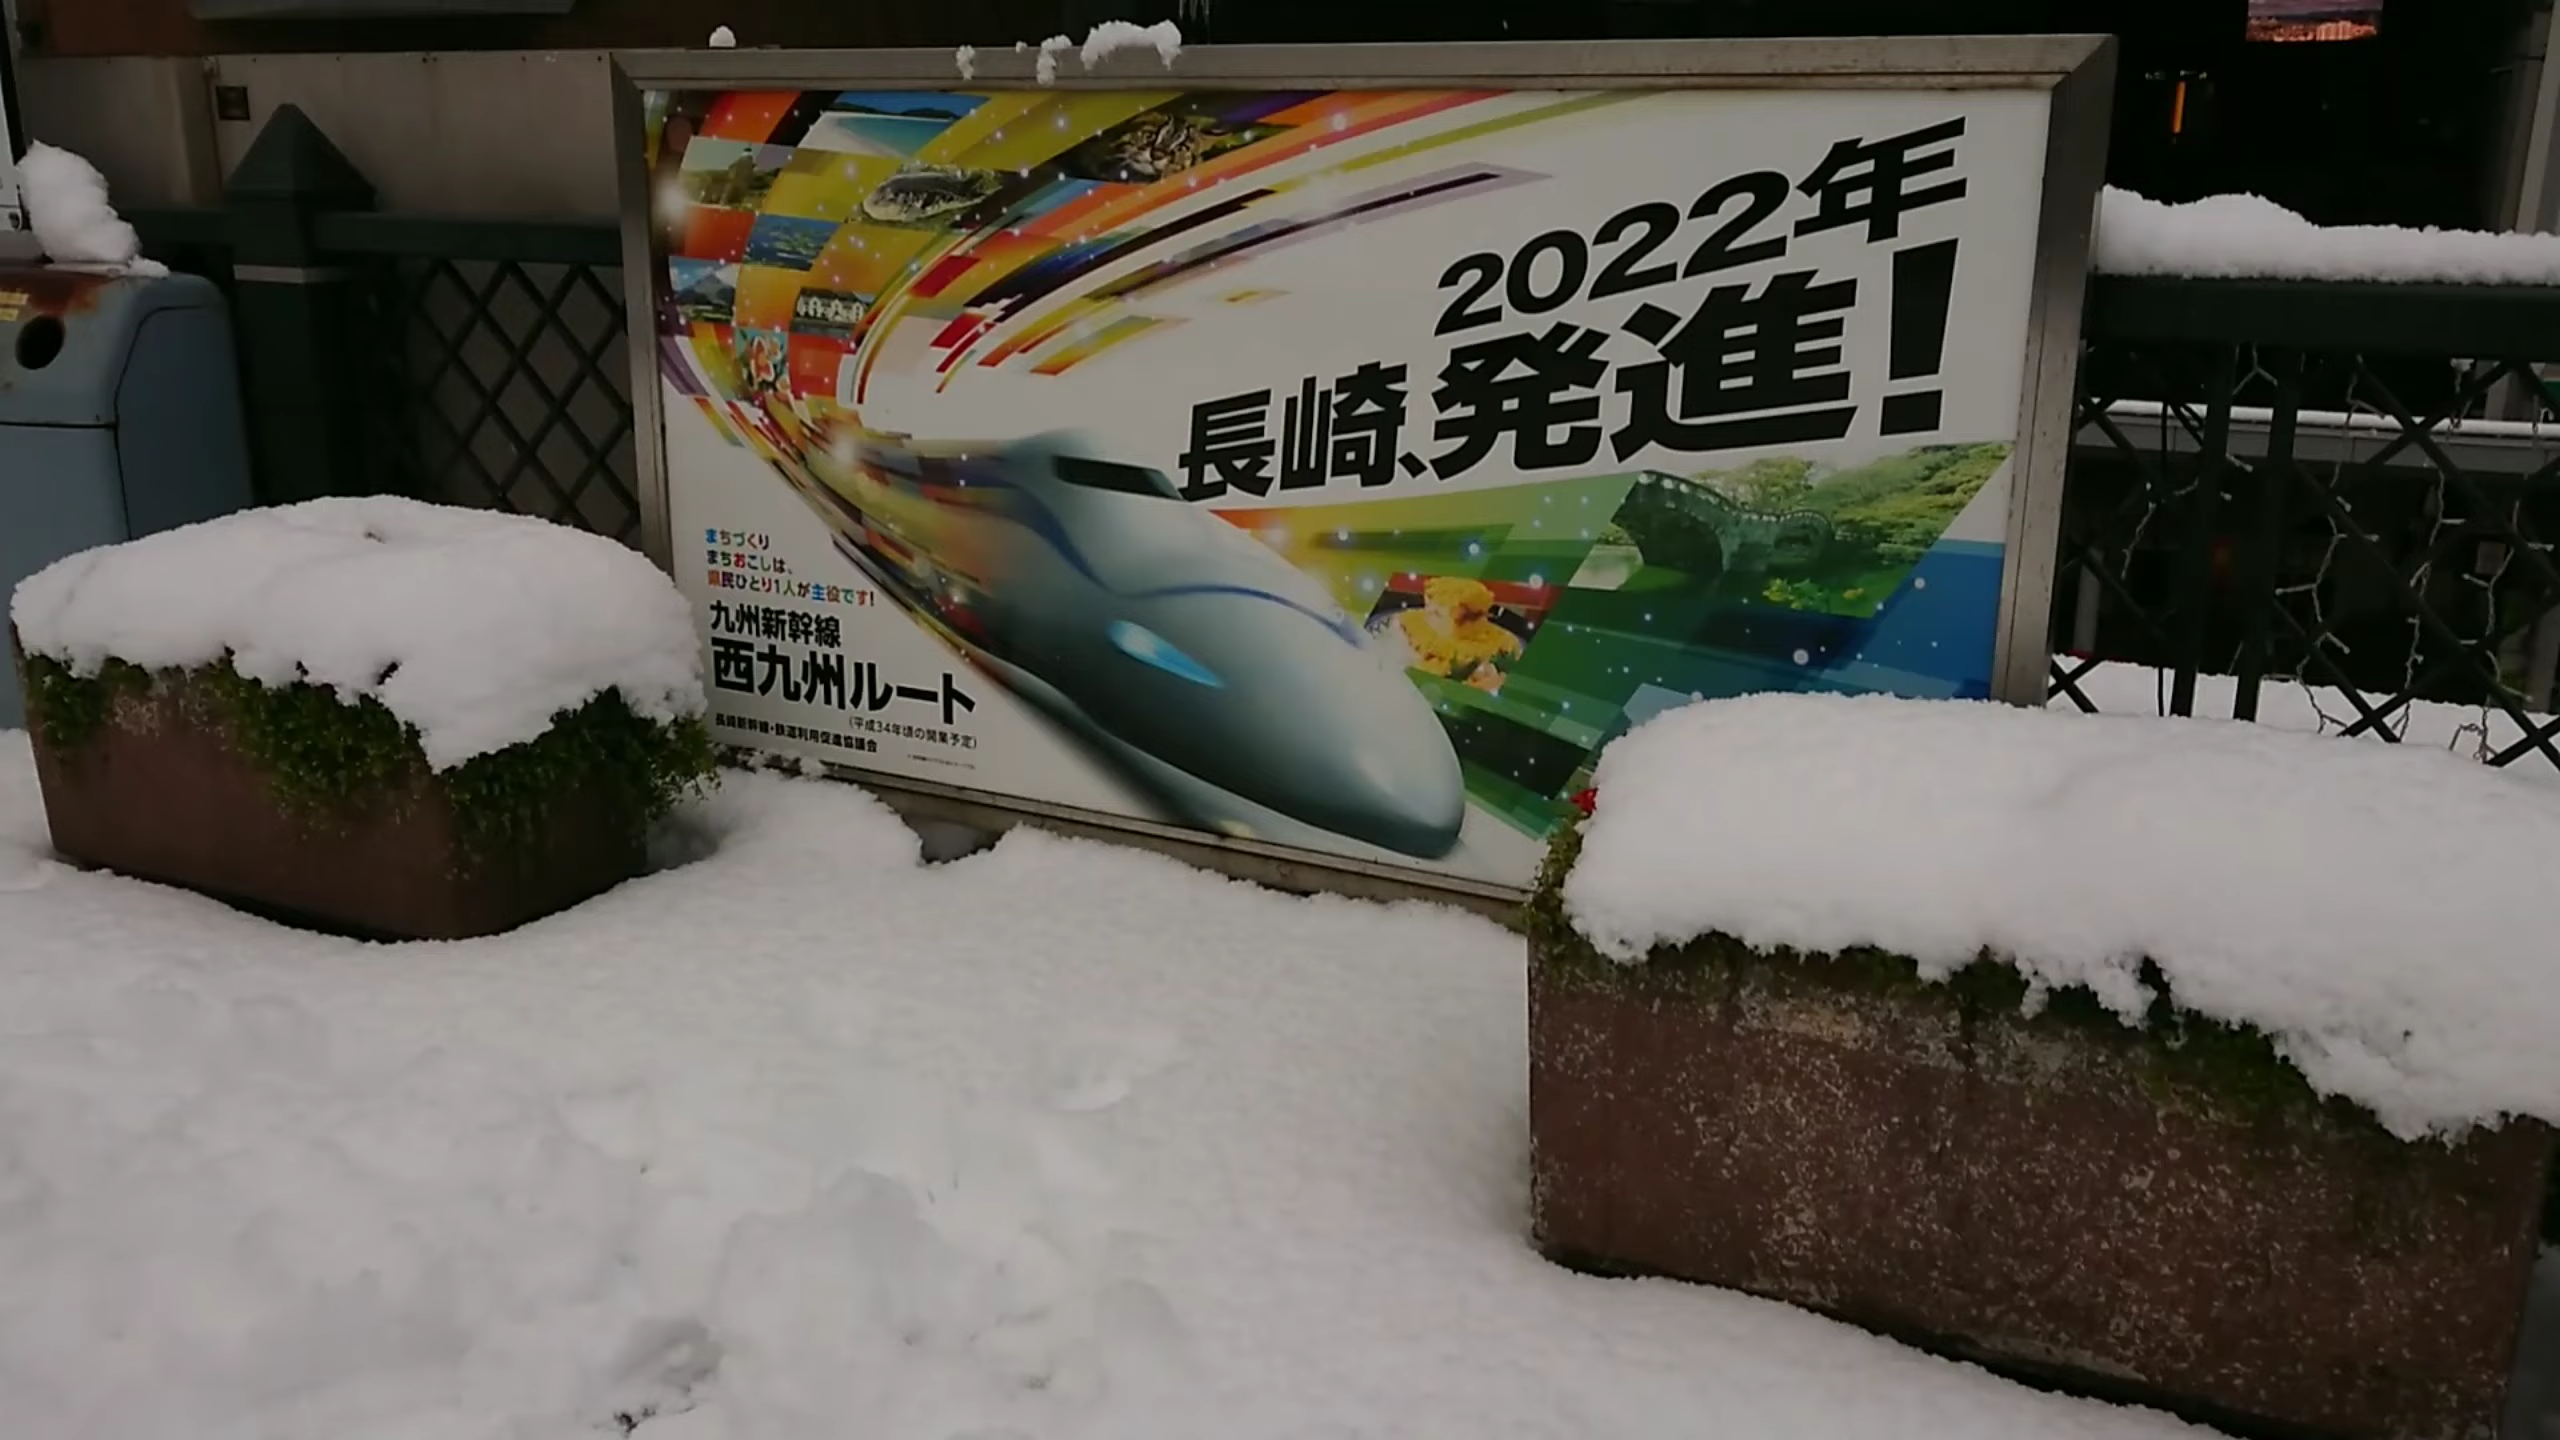 2022年
長崎、発進!
まちづくり
まちおこしは、
県民ひとり1人が主役です!
九州新幹線
西九州ルート
(平成34年頃の開業予定)
長崎新幹線・鉄道利用促進協議会